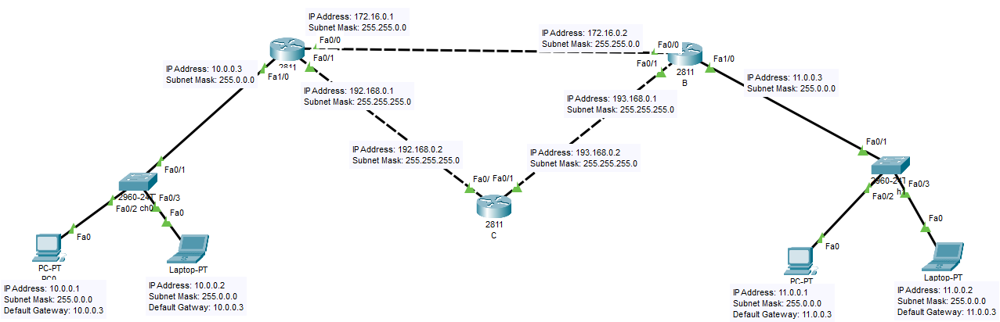 IP Address: 172.16.0.1
Subnet Mask: 255.255.0.0
Fa0/0
Fa0/1
2811
Fa1/0
IP Address: 10.0.0.3
Subnet Mask: 255.0.0.0
IP Address: 192.168.0.1
Subnet Mask: 255.255.255.0
IP Address: 172.16.0.2
Subnet Mask: 255.255.0.0
Fa0/0
Fa0/1
Fa1/0
2811
B
IP Address: 11.0.0.3
Subnet Mask: 255.0.0.0
IP Address: 193.168.0.1
Subnet Mask: 255.255.255.0
IP Address: 192.168.0.2
Subnet Mask: 255.255.255.0
IP Address: 193.168.0.2
Subnet Mask: 255.255.255.0
Fa0/
Fa0/1
2811
C
Fa0/1
2960-24T
ch0
Fa0/2
Fa0/3
Fa0
Fa0
PC-PT
PC0
Laptop-PT
IP Address: 10.0.0.1
Subnet Mask: 255.0.0.0
Default Gateway: 10.0.0.3
IP Address: 10.0.0.2
Subnet Mask: 255.0.0.0
Default Gatway: 10.0.0.3
Fa0/1
2960-24T
Fa0/3
Fa0/2
Fa0
Fa0
PC-PT
Laptop-PT
IP Address: 11.0.0.1
Subnet Mask: 255.0.0.0
Default Gateway: 11.0.0.3
IP Address: 11.0.0.2
Subnet Mask: 255.0.0.0
Default Gatway: 11.0.0.3